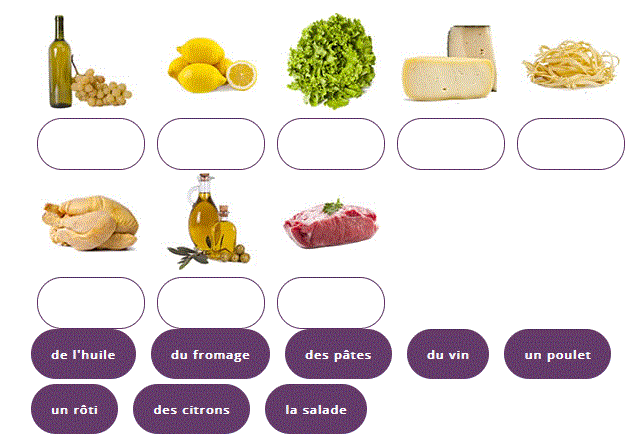 de l'huile du fromage des pâtes du vin un poulet
un rôti des citrons la salade